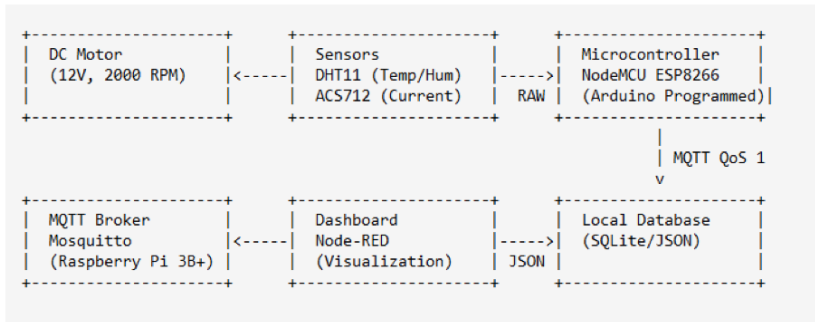 DC Motor Sensors Microcontroller
(12V, 2000 RPM) <-----| DHT11 (Temp/Hum) |----->| NodeMCU ESP8266
ACS712 (Current) RAW (Arduino Programmed)
MQTT QoS 1
v
MQTT Broker Dashboard Local Database
Mosquitto <-----| Node-RED |----->| (SQLite/JSON)
(Raspberry Pi 3B+) (Visualization) JSON